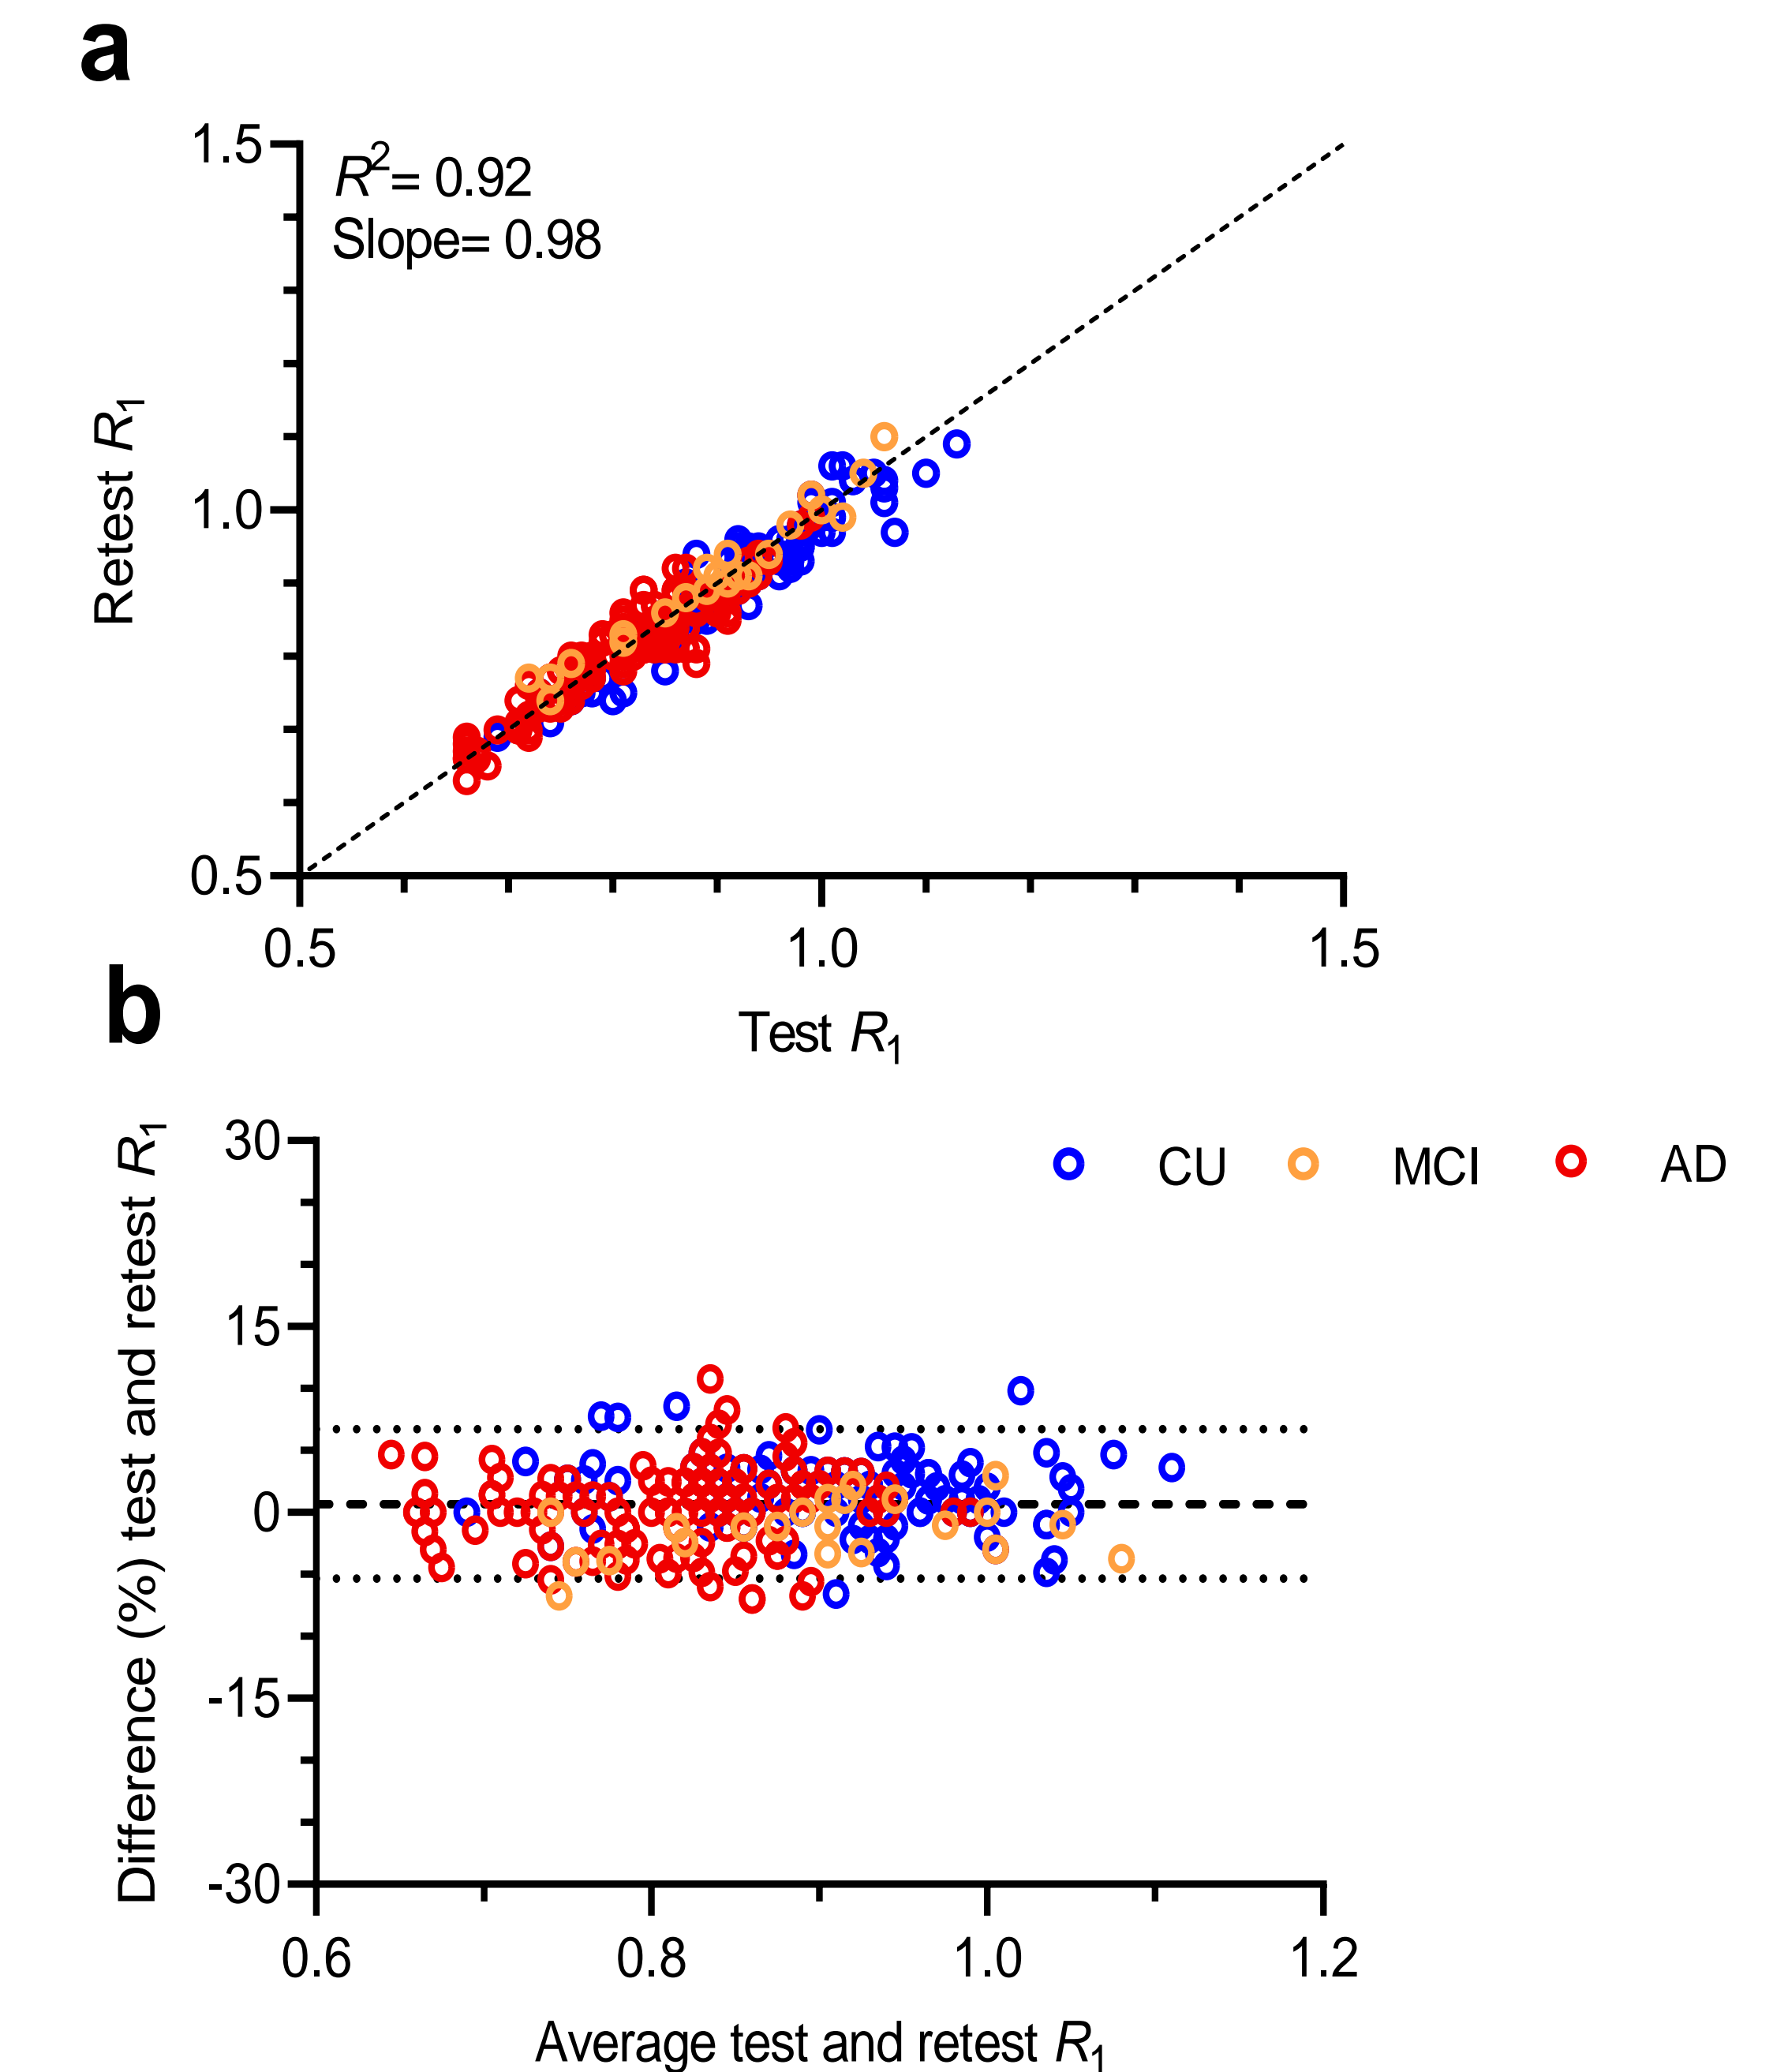 a
1.5
R²= 0.92
Slope= 0.98
Retest R₁
1.0
0.5
0.5 1.0 1.5
Test R₁
b
30
CU MCI AD
15
Difference (%) test and retest R₁
0
-15
-30
0.6 0.8 1.0 1.2
Average test and retest R₁